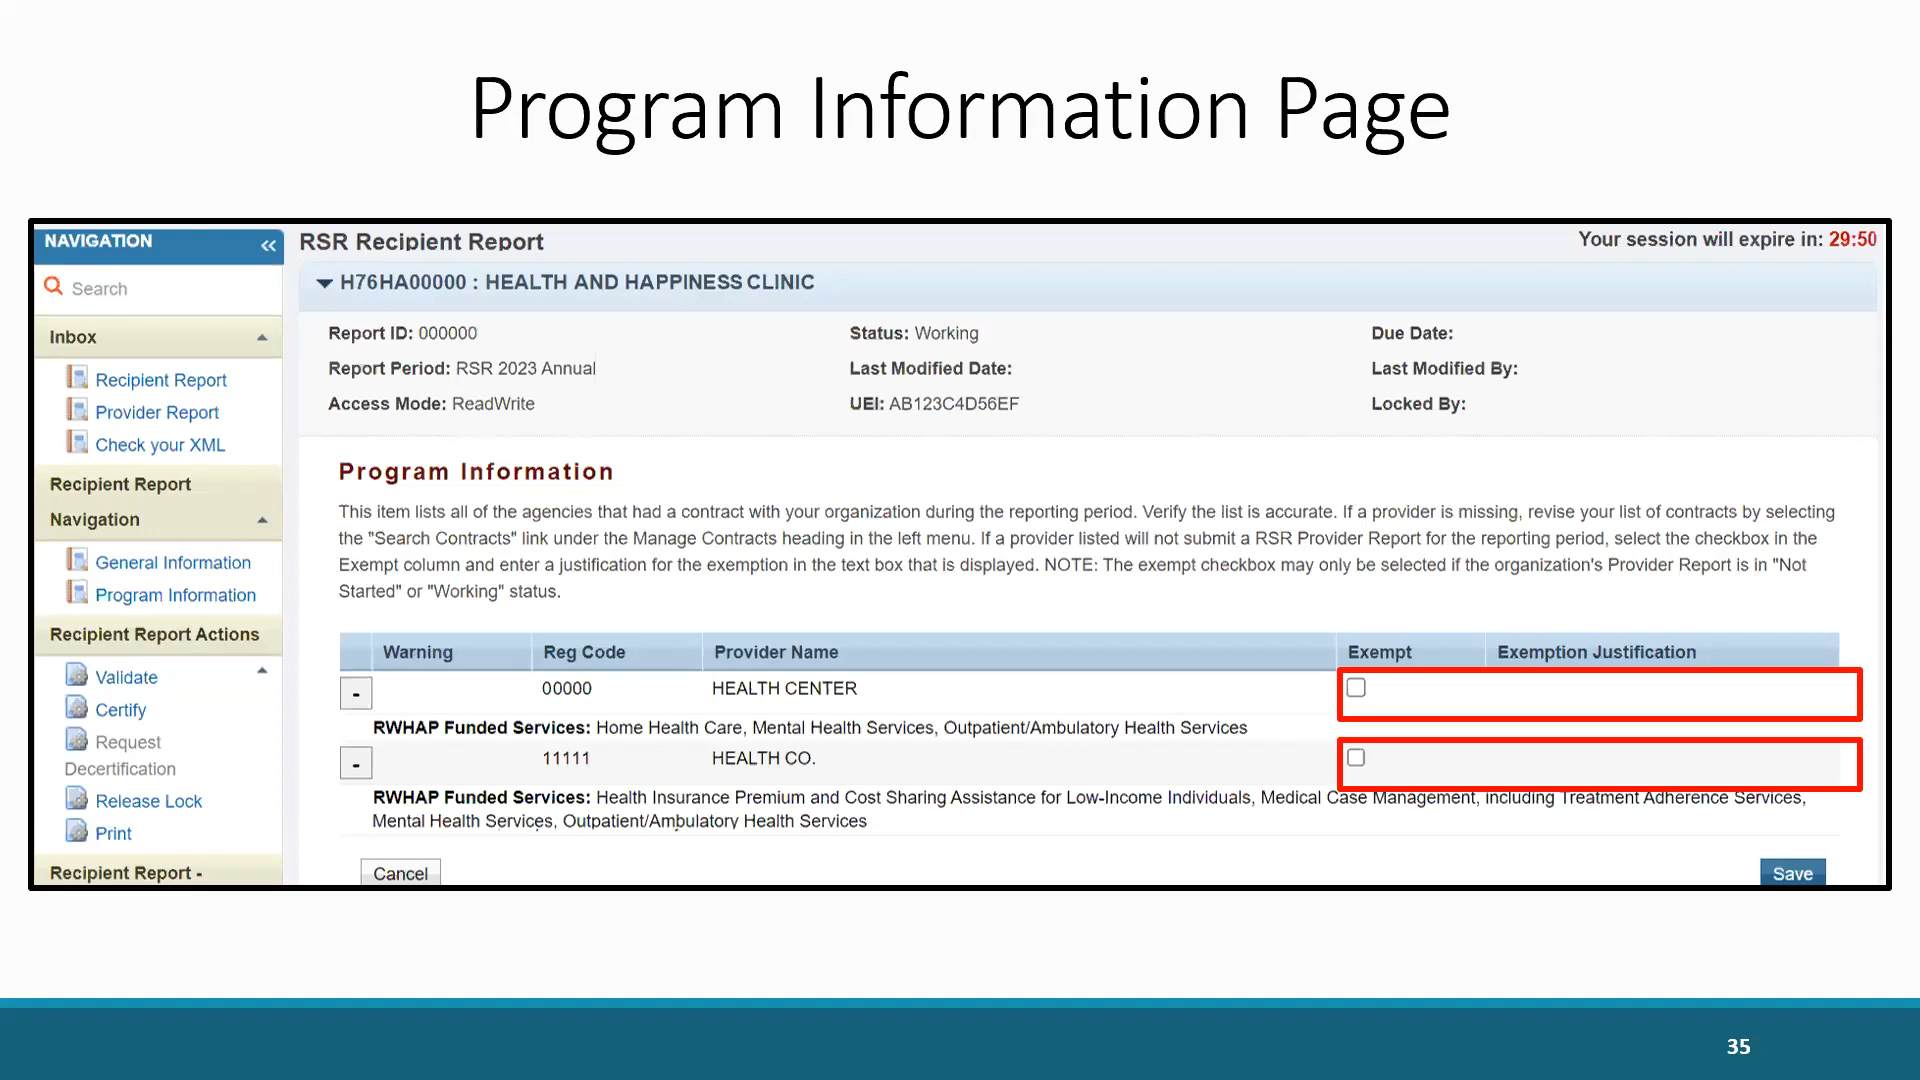 Program Information Page
NAVIGATION
«
Search
Inbox
Recipient Report
Provider Report
Check your XML
Recipient Report
Navigation
General Information
Program Information
Recipient Report Actions
Validate
Certify
Request
Decertification
Release Lock
Print
Recipient Report -
RSR Recipient Report
Your session will expire in: 29:50
H76HA00000 : HEALTH AND HAPPINESS CLINIC
Report ID: 000000
Status: Working
Due Date:
Report Period: RSR 2023 Annual
Last Modified Date:
Last Modified By:
Access Mode: ReadWrite
UEI: AB123C4D56EF
Locked By:
Program Information
This item lists all of the agencies that had a contract with your organization during the reporting period. Verify the list is accurate. If a provider is missing, revise your list of contracts by selecting
the "Search Contracts" link under the Manage Contracts heading in the left menu. If a provider listed will not submit a RSR Provider Report for the reporting period, select the checkbox in the
Exempt column and enter a justification for the exemption in the text box that is displayed. NOTE: The exempt checkbox may only be selected if the organization's Provider Report is in "Not
Started" or "Working" status.
Warning Reg Code Provider Name Exempt Exemption Justification
- 00000 HEALTH CENTER
RWHAP Funded Services: Home Health Care, Mental Health Services, Outpatient/Ambulatory Health Services
- 11111 HEALTH CO.
RWHAP Funded Services: Health Insurance Premium and Cost Sharing Assistance for Low-Income Individuals, Medical Case Management, including Treatment Adherence Services,
Mental Health Services, Outpatient/Ambulatory Health Services
Cancel
Save
35